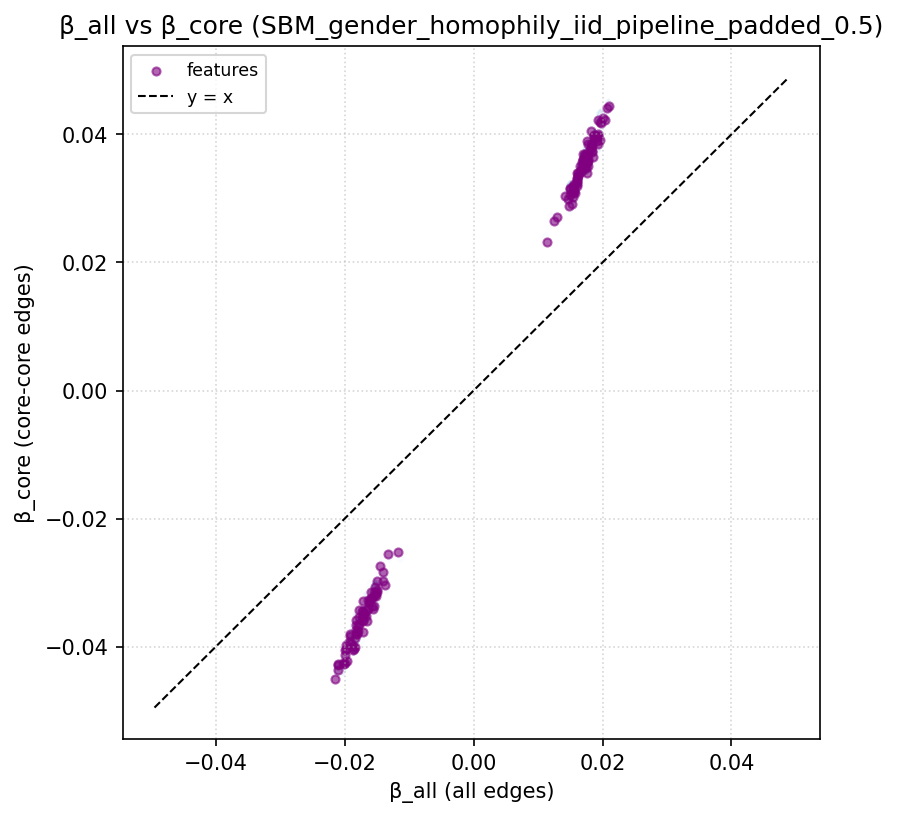 β_all vs β_core (SBM_gender_homophily_iid_pipeline_padded_0.5)
features
y = x
0.04
0.02
0.00
−0.02
−0.04
β_core (core-core edges)
−0.04
−0.02
0.00
0.02
0.04
β_all (all edges)